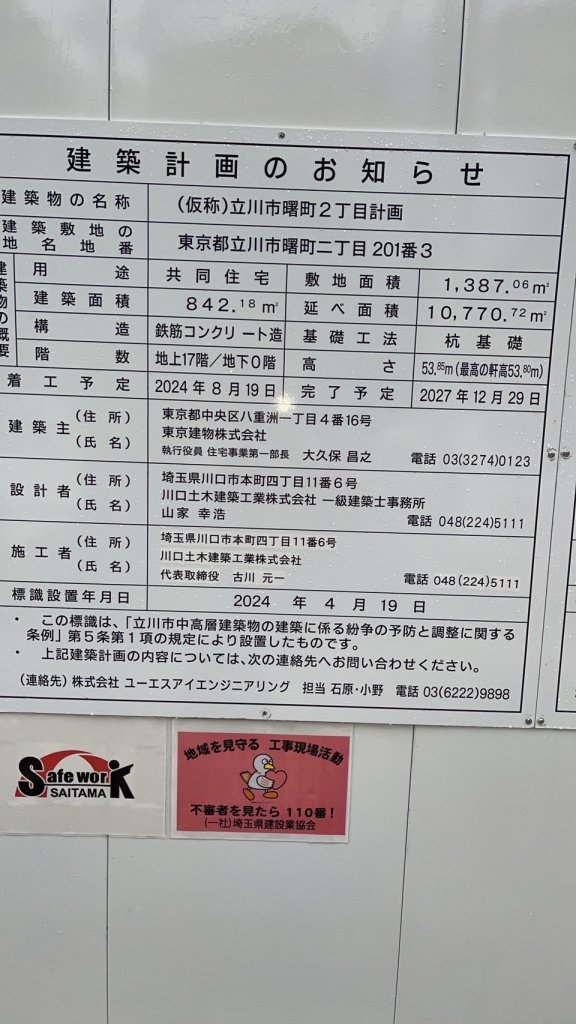 建築計画のお知らせ
建築物の名称 (仮称)立川市曙町2丁目計画
建築敷地の地名地番 東京都立川市曙町二丁目201番3
建築物の概要
用途 共同住宅 敷地面積 1,387.06㎡
建築面積 842.18㎡ 延べ面積 10,770.72㎡
構造 鉄筋コンクリート造 基礎工法 杭基礎
階数 地上17階/地下0階 高さ 53.85m(最高の軒高53.80m)
着工予定 2024年8月19日 完了予定 2027年12月29日
建築主 (住所) 東京都中央区八重洲一丁目4番16号
(氏名) 東京建物株式会社
執行役員 住宅事業第一部長 大久保 昌之 電話 03(3274)0123
設計者 (住所) 埼玉県川口市本町四丁目11番6号
(氏名) 川口土木建築工業株式会社 一級建築士事務所
山家 幸浩 電話 048(224)5111
施工者 (住所) 埼玉県川口市本町四丁目11番6号
(氏名) 川口土木建築工業株式会社
代表取締役 古川 元一 電話 048(224)5111
標識設置年月日 2024 年 4 月 19 日
・ この標識は、「立川市中高層建築物の建築に係る紛争の予防と調整に関する
条例」第5条第1項の規定により設置したものです。
・ 上記建築計画の内容については、次の連絡先へお問い合わせください。
(連絡先) 株式会社 ユーエスアイエンジニアリング 担当 石原・小野 電話 03(6222)9898
Safe work
SAITAMA
地域を見守る 工事現場活動
不審者を見たら 110番!
(一社)埼玉県建設業協会